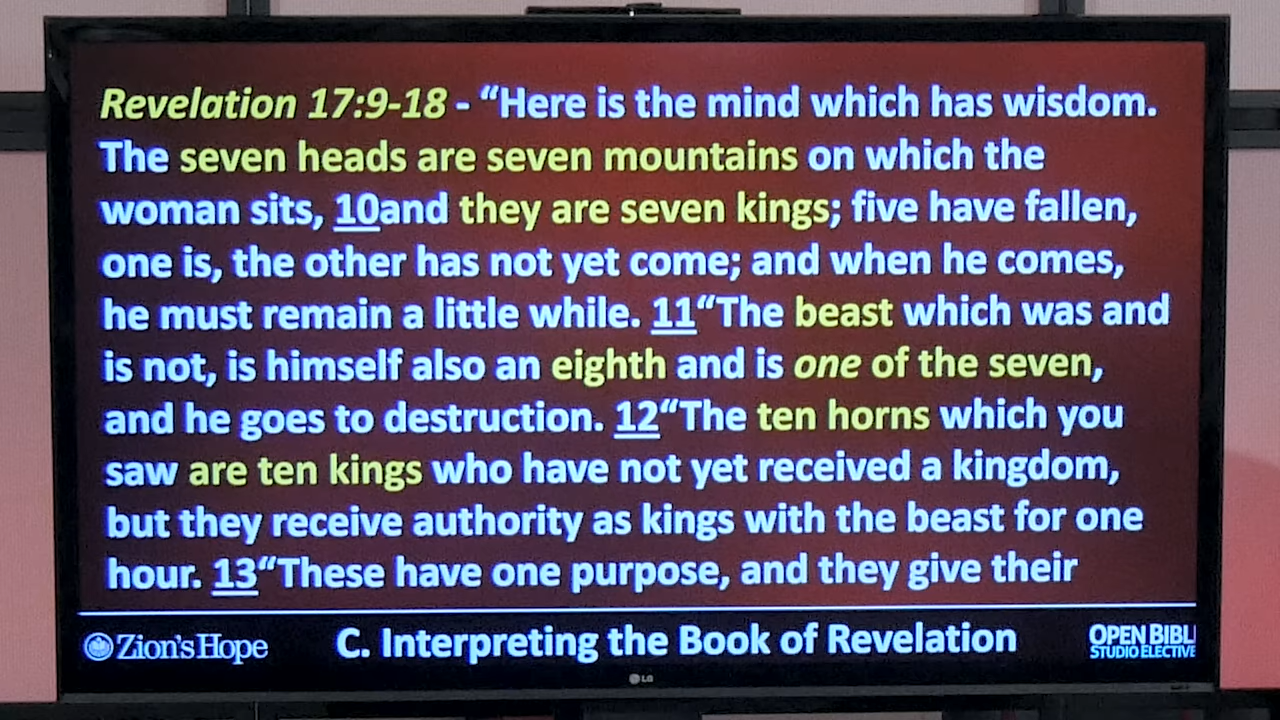 Revelation 17:9-18 - “Here is the mind which has wisdom.
The seven heads are seven mountains on which the
woman sits, 10and they are seven kings; five have fallen,
one is, the other has not yet come; and when he comes,
he must remain a little while. 11“The beast which was and
is not, is himself also an eighth and is one of the seven,
and he goes to destruction. 12“The ten horns which you
saw are ten kings who have not yet received a kingdom,
but they receive authority as kings with the beast for one
hour. 13“These have one purpose, and they give their
Zion's Hope
C. Interpreting the Book of Revelation
OPEN BIBL
STUDIO ELECTIVE
LG